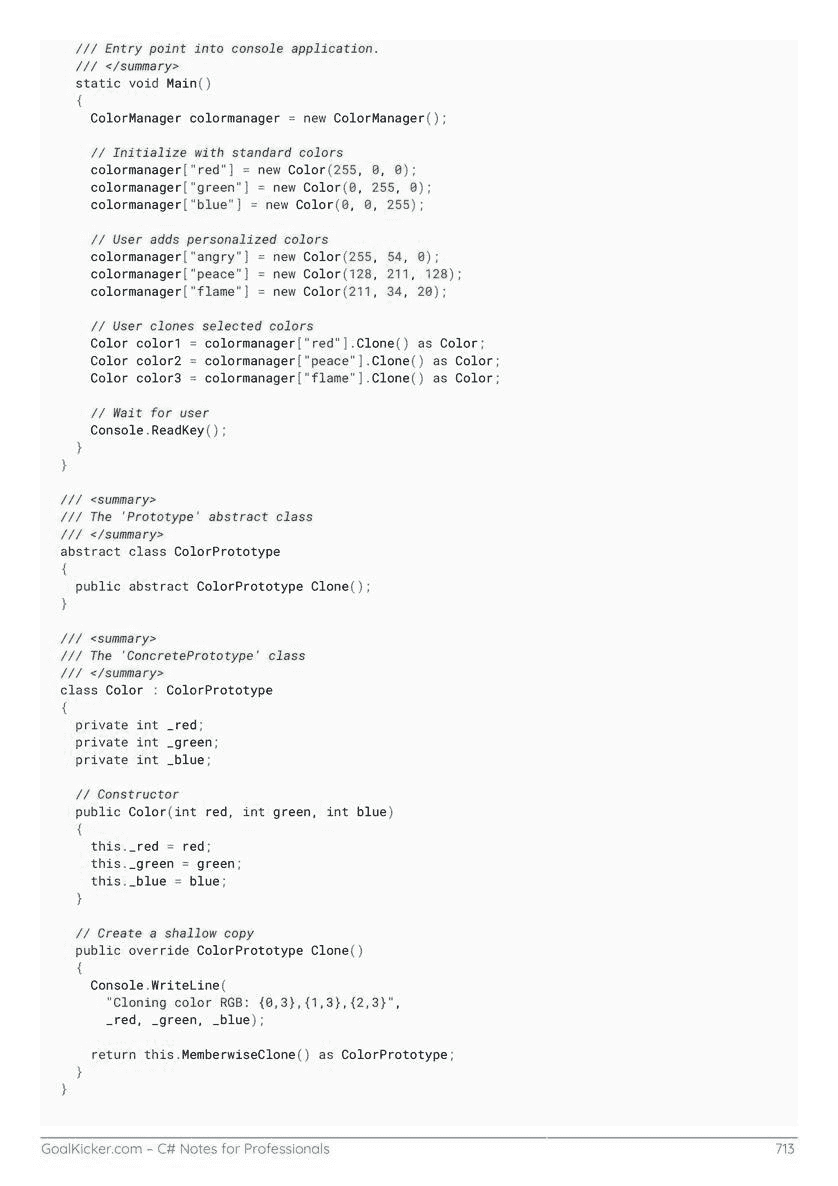 /// Entry point into console application.
/// </summary>
static void Main()
{
ColorManager colormanager = new ColorManager();
// Initialize with standard colors
colormanager["red"] = new Color(255, 0, 0);
colormanager["green"] = new Color(0, 255, 0);
colormanager["blue"] = new Color(0, 0, 255);
// User adds personalized colors
colormanager["angry"] = new Color(255, 54, 0);
colormanager["peace"] = new Color(128, 211, 128);
colormanager["flame"] = new Color(211, 34, 20);
// User clones selected colors
Color color1 = colormanager["red"].Clone() as Color;
Color color2 = colormanager["peace"].Clone() as Color;
Color color3 = colormanager["flame"].Clone() as Color;
// Wait for user
Console.ReadKey();
}
}
/// <summary>
/// The 'Prototype' abstract class
/// </summary>
abstract class ColorPrototype
{
public abstract ColorPrototype Clone();
}
/// <summary>
/// The 'ConcretePrototype' class
/// </summary>
class Color : ColorPrototype
{
private int _red;
private int _green;
private int _blue;
// Constructor
public Color(int red, int green, int blue)
{
this._red = red;
this._green = green;
this._blue = blue;
}
// Create a shallow copy
public override ColorPrototype Clone()
{
Console.WriteLine(
"Cloning color RGB: {0,3},{1,3},{2,3}",
_red, _green, _blue);
return this.MemberwiseClone() as ColorPrototype;
}
}
GoalKicker.com – C# Notes for Professionals 713